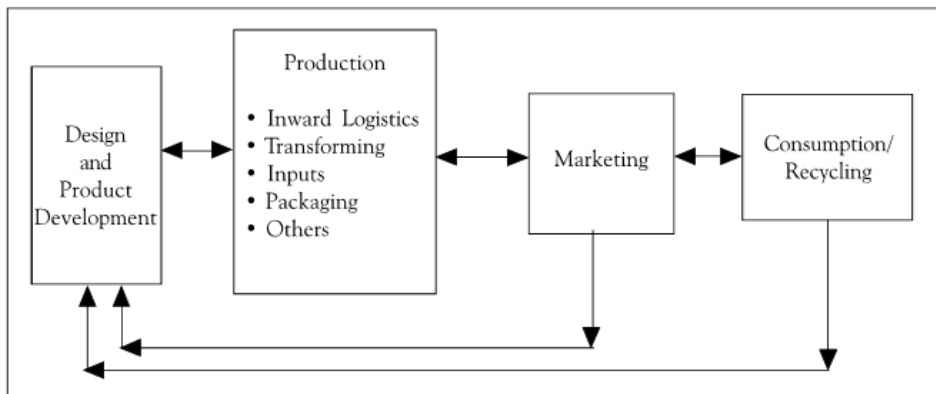 Design
and
Product
Development
Production
• Inward Logistics
• Transforming
• Inputs
• Packaging
• Others
Marketing
Consumption/
Recycling